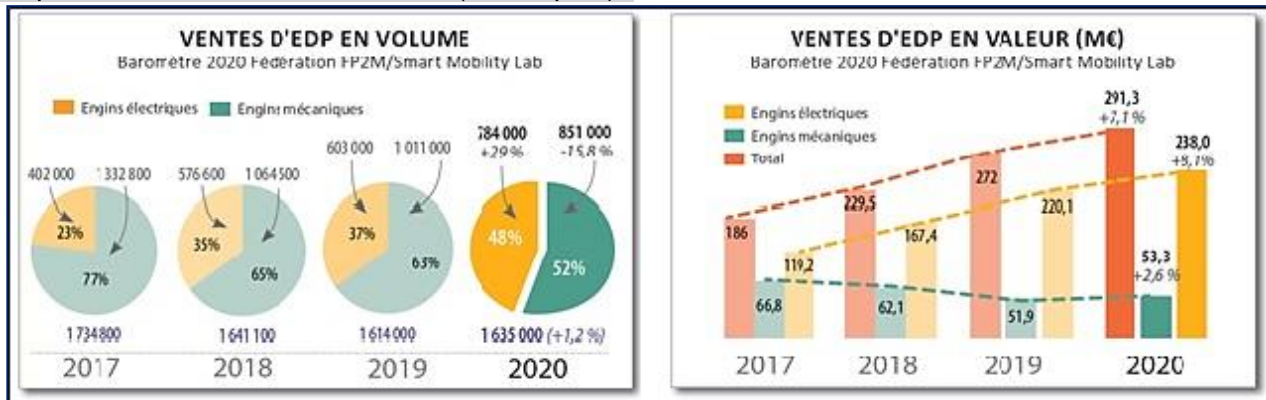 VENTES D'EDP EN VOLUME
Baromètre 2020 Fédération FP2M/Smart Mobility Lab
Engins électriques Engins mécaniques
402 000 1 332 800
23%
77%
1 734 800
2017
576 600 1 064 500
35%
65%
1 641 100
2018
603 000 1 011 000
37%
63%
1 614 000
2019
784 000 851 000
+29 % -15,8 %
48%
52%
1 635 000 (+1,2 %)
2020
VENTES D'EDP EN VALEUR (M€)
Baromètre 2020 Fédération FP2M/Smart Mobility Lab
Engins électriques
Engins mécaniques
Total
186
66,8
119,2
2017
229,5
62,1
167,4
2018
272
51,9
220,1
2019
291,3
+7,1 %
53,3
+2,6 %
238,0
+8,1%
2020